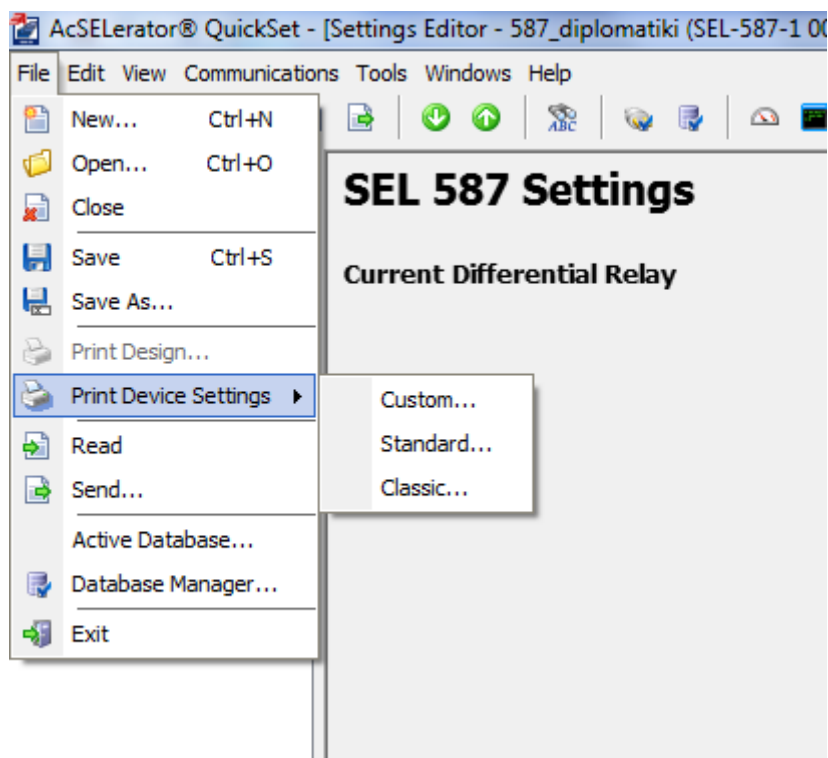 AcSELerator® QuickSet - [Settings Editor - 587_diplomatiki (SEL-587-1 00
File Edit View Communications Tools Windows Help
New... Ctrl+N
Open... Ctrl+O
Close
Save Ctrl+S
Save As...
Print Design...
Print Device Settings
Read
Send...
Active Database...
Database Manager...
Exit
Custom...
Standard...
Classic...
ABC
SEL 587 Settings
Current Differential Relay